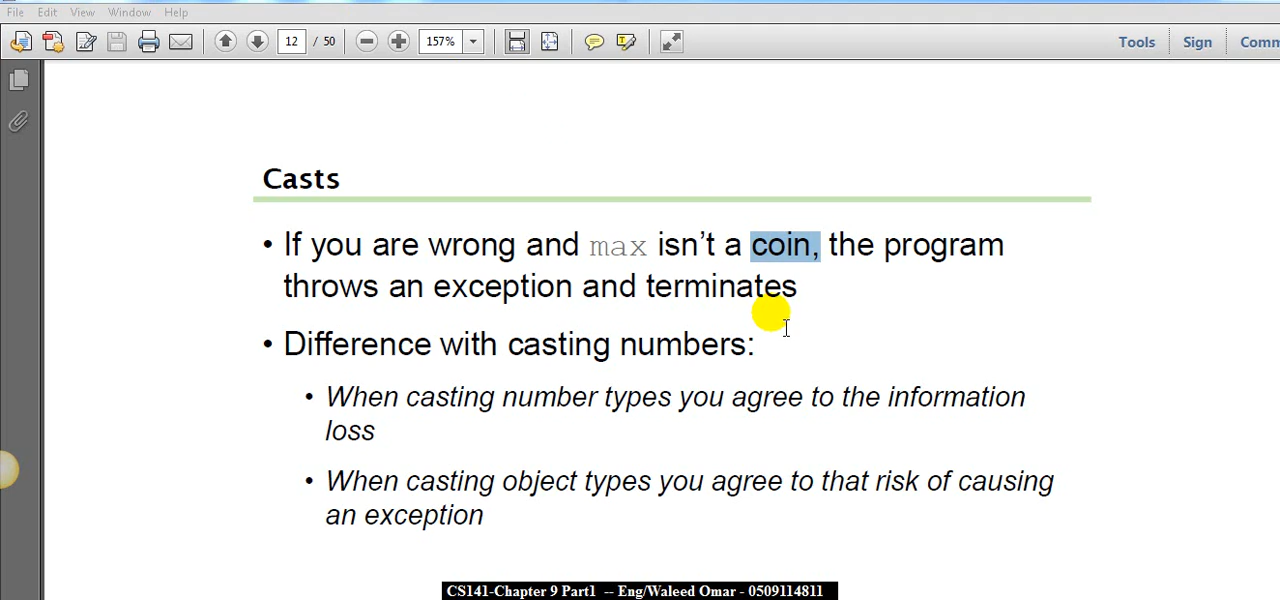 File Edit View Window Help
12 / 50 157% Tools Sign Comm
Casts
• If you are wrong and max isn't a coin, the program
throws an exception and terminates
• Difference with casting numbers:
• When casting number types you agree to the information
loss
• When casting object types you agree to that risk of causing
an exception
CS141-Chapter 9 Part1 -- Eng/Waleed Omar - 0509114811